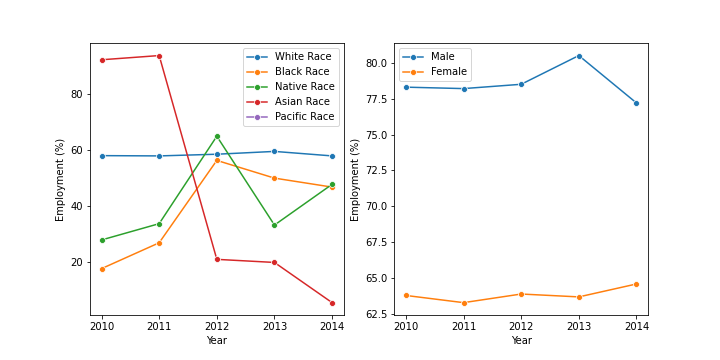 Employment (%)
80
60
40
20
2010 2011 2012 2013 2014
Year
White Race
Black Race
Native Race
Asian Race
Pacific Race
Employment (%)
80.0
77.5
75.0
72.5
70.0
67.5
65.0
62.5
2010 2011 2012 2013 2014
Year
Male
Female